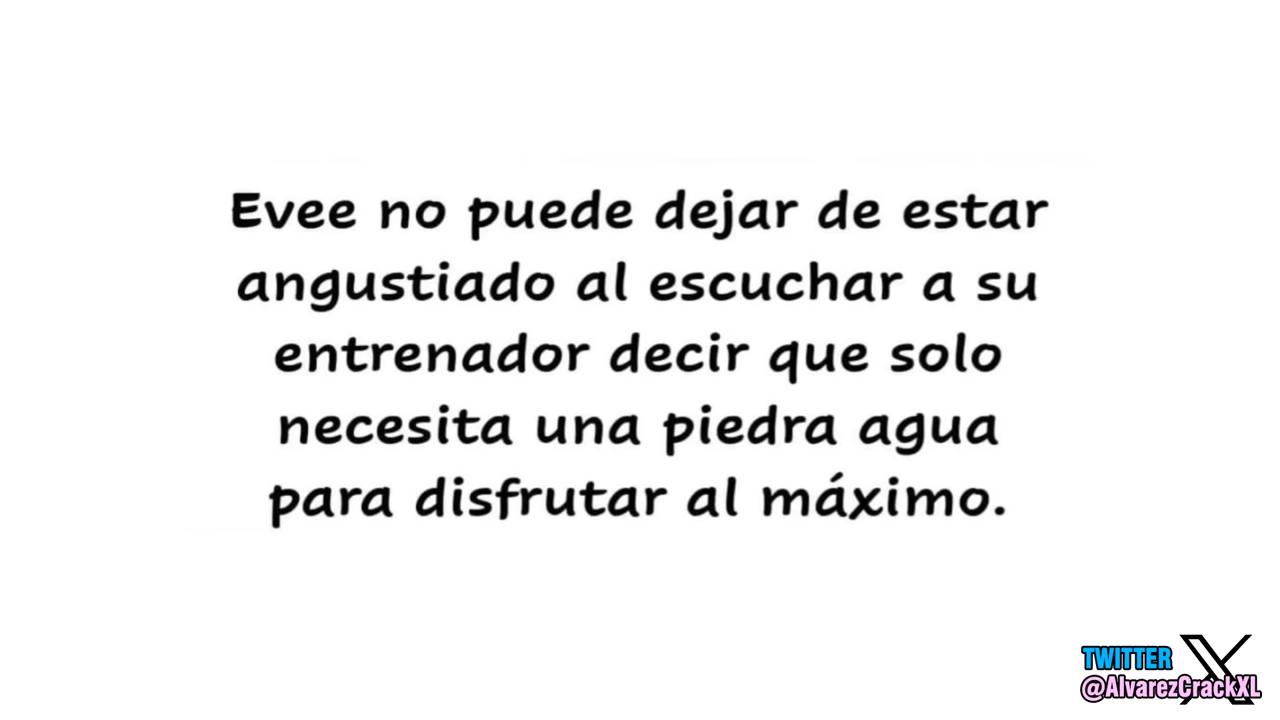 Evee no puede dejar de estar
angustiado al escuchar a su
entrenador decir que solo
necesita una piedra agua
para disfrutar al máximo.
TWITTER X
@AlvarezCrackXL